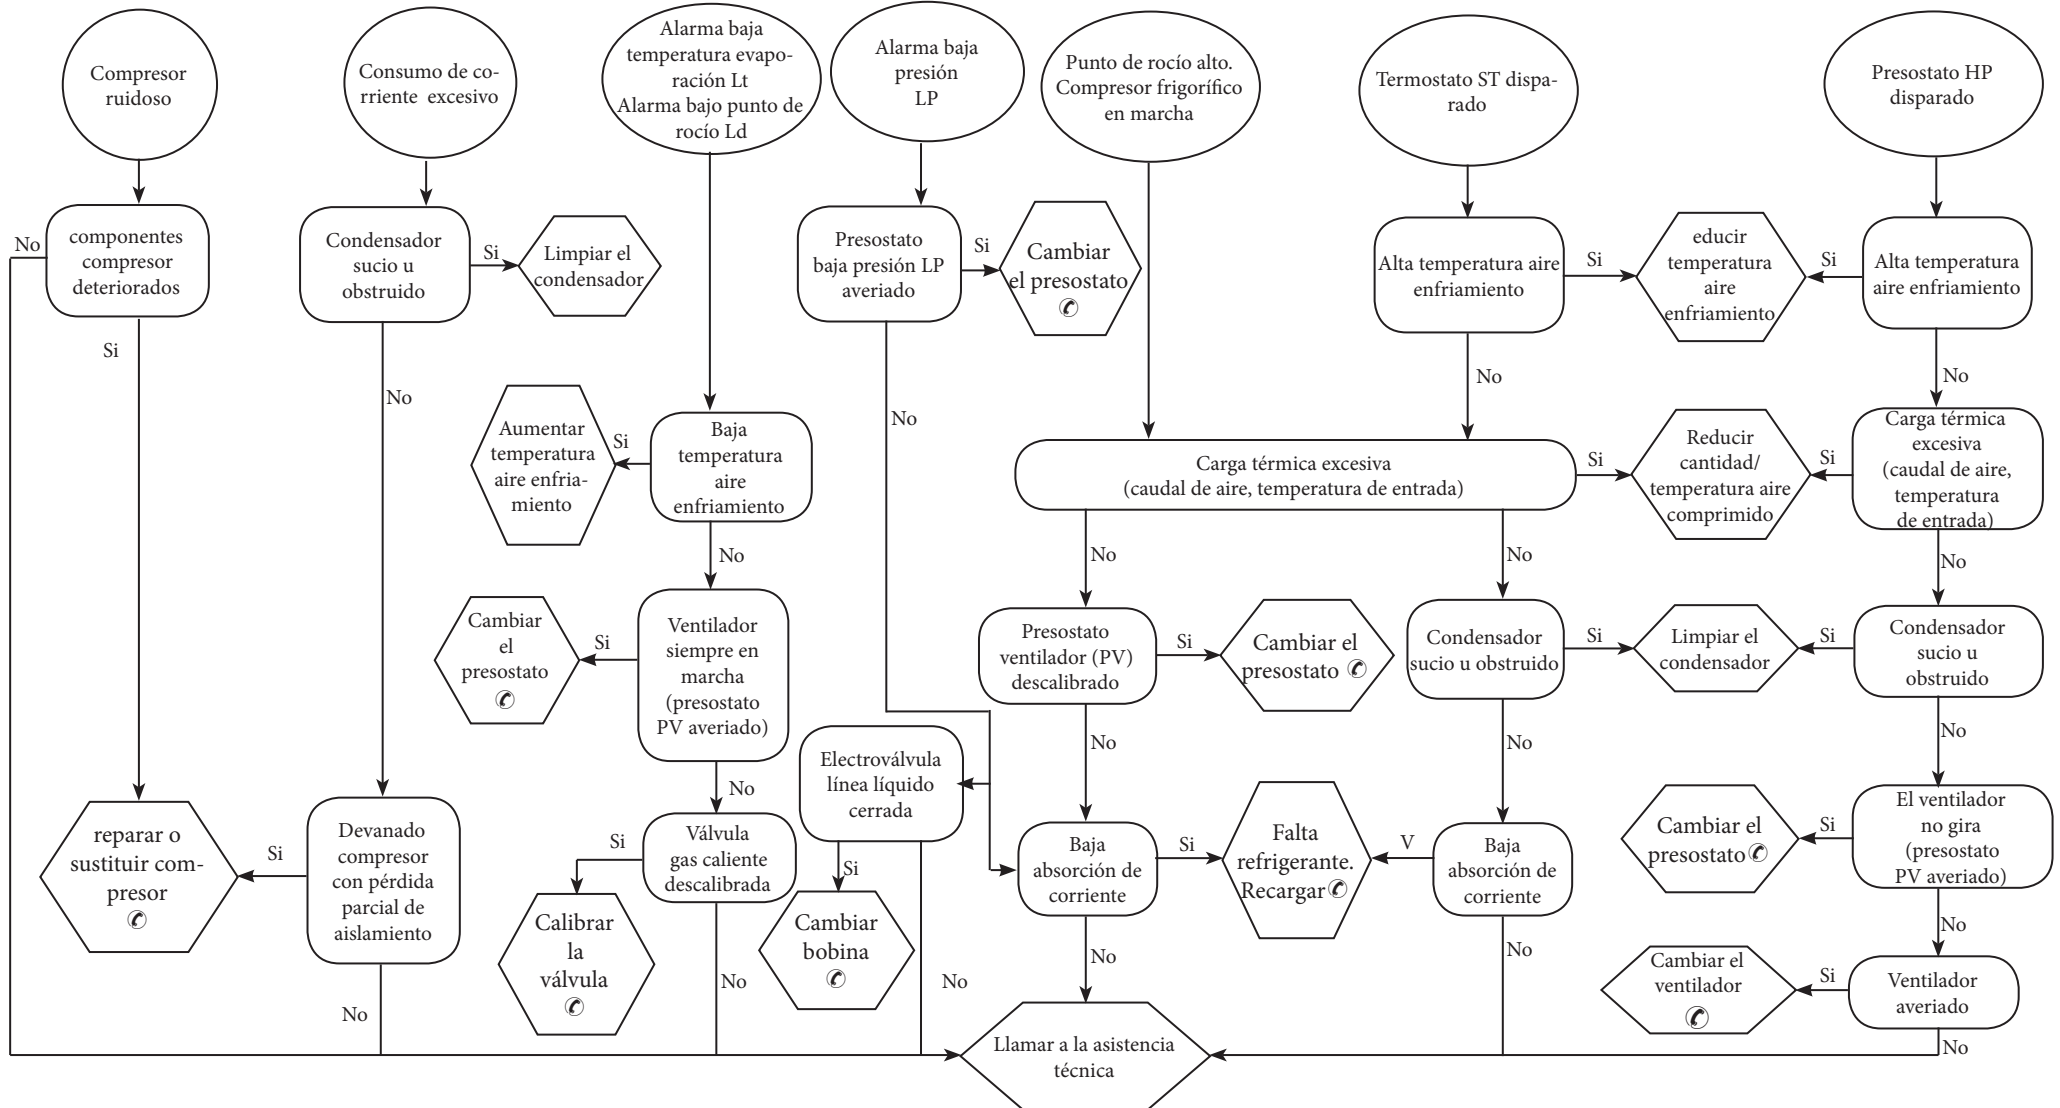 Compresor
ruidoso
Consumo de co-
rriente excesivo
Alarma baja
temperatura evapo-
ración Lt
Alarma bajo punto de
rocío Ld
Alarma baja
presión
LP
Punto de rocío alto.
Compresor frigorífico
en marcha
Termostato ST dispa-
rado
Presostato HP
disparado
No
componentes
compresor
deteriorados
Si
Condensador
sucio u
obstruido
Si
Limpiar el
condensador
No
Presostato
baja presión LP
averiado
Si
Cambiar
el presostato
✆
No
Alta temperatura aire
enfriamiento
Si
educir
temperatura
aire
enfriamiento
Si
Alta temperatura
aire enfriamiento
No
No
Aumentar
temperatura
aire enfria-
miento
Si
Baja
temperatura
aire
enfriamiento
No
Carga térmica excesiva
(caudal de aire, temperatura de entrada)
Si
Reducir
cantidad/
temperatura aire
comprimido
Si
Carga térmica
excesiva
(caudal de aire,
temperatura
de entrada)
No
No
No
Cambiar
el
presostato
✆
Si
Ventilador
siempre en
marcha
(presostato
PV averiado)
No
Presostato
ventilador (PV)
descalibrado
Si
Cambiar el
presostato ✆
No
Condensador
sucio u obstruido
Si
Limpiar el
condensador
Si
Condensador
sucio u
obstruido
No
No
reparar o
sustituir com-
presor
✆
Si
Devanado
compresor
con pérdida
parcial de
aislamiento
No
Si
Válvula
gas caliente
descalibrada
Calibrar
la
válvula
✆
No
Electroválvula
línea líquido
cerrada
Si
Cambiar
bobina
✆
No
Baja
absorción de
corriente
Si
Falta
refrigerante.
Recargar ✆
V
Baja
absorción de
corriente
No
No
Cambiar el
presostato ✆
Si
El ventilador
no gira
(presostato
PV averiado)
No
Cambiar el
ventilador
✆
Si
Ventilador
averiado
No
Llamar a la asistencia
técnica